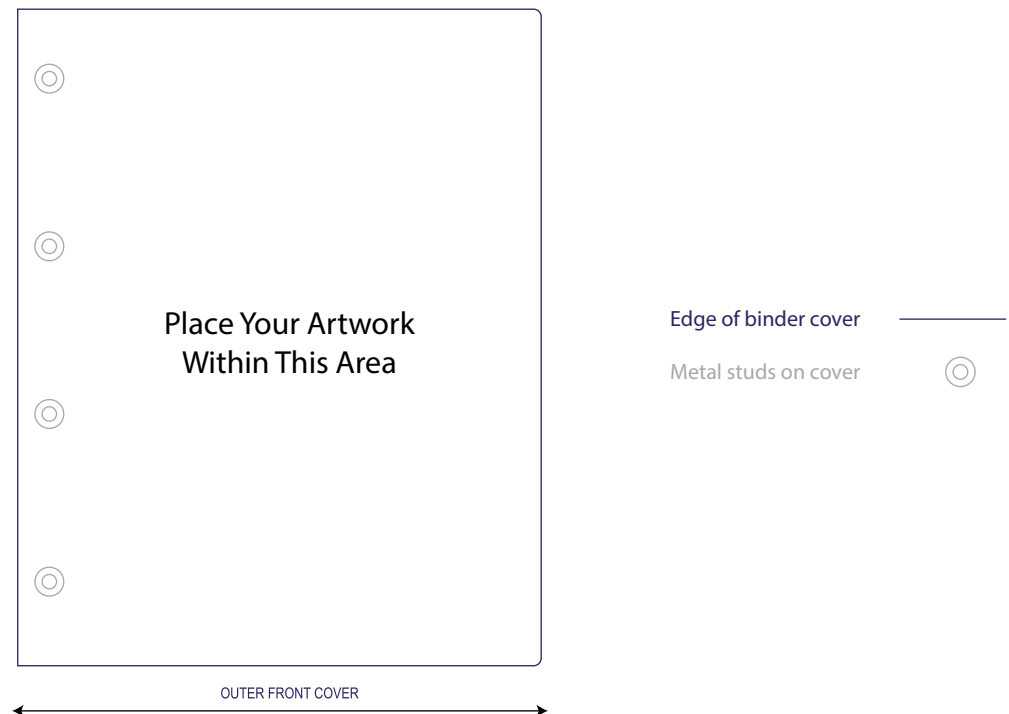 Place Your Artwork
Within This Area
Edge of binder cover
Metal studs on cover
OUTER FRONT COVER